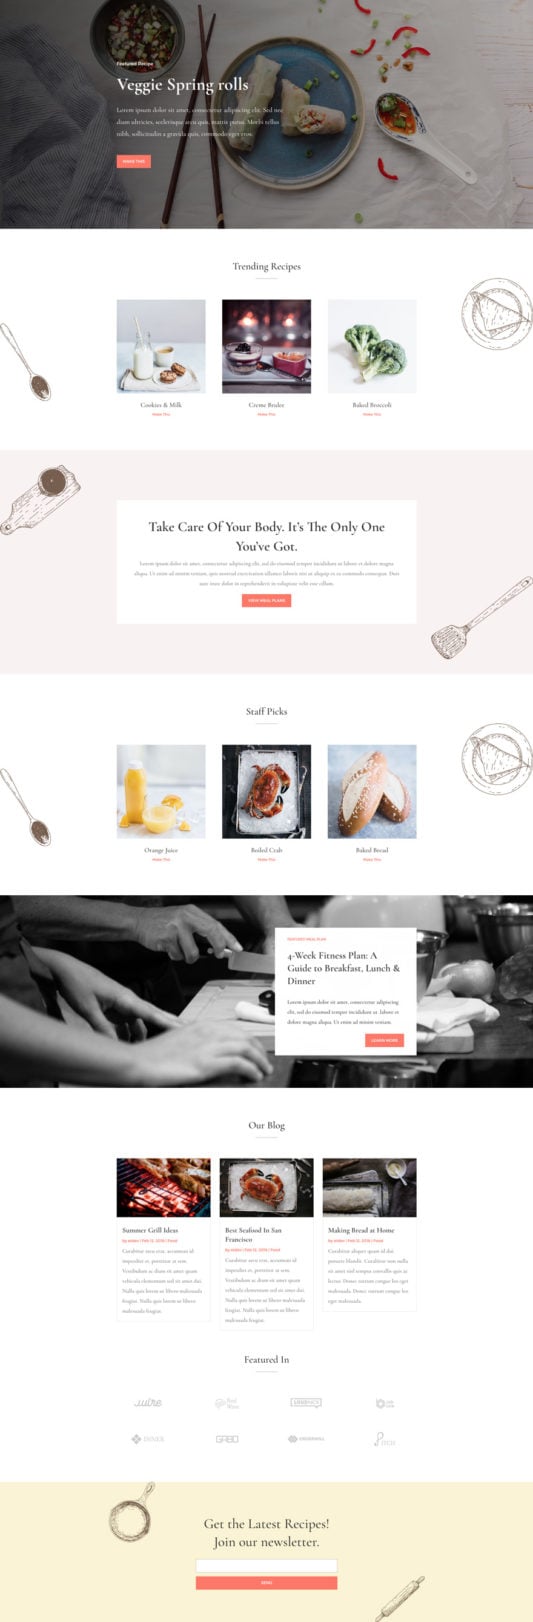 Featured Recipe
Veggie Spring rolls
Lorem ipsum dolor sit amet, consectetur adipiscing elit. Sed nec
diam ultricies, scelerisque arcu quis, mattis purus. Morbi tellus
nibh, sollicitudin a gravida quis, commodo eget eros.
MAKE THIS
Trending Recipes
Cookies & Milk
Make This
Creme Brulee
Make This
Baked Broccoli
Make This
Take Care Of Your Body. It's The Only One
You've Got.
Lorem ipsum dolor sit amet, consectetur adipiscing elit, sed do eiusmod tempor incididunt ut labore et dolore magna
aliqua. Ut enim ad minim veniam, quis nostrud exercitation ullamco laboris nisi ut aliquip ex ea commodo consequat. Duis
aute irure dolor in reprehenderit in voluptate velit esse cillum.
VIEW MEAL PLANS
Staff Picks
Orange Juice
Make This
Boiled Crab
Make This
Baked Bread
Make This
FEATURED MEAL PLAN
4-Week Fitness Plan: A
Guide to Breakfast, Lunch &
Dinner
Lorem ipsum dolor sit amet, consectetur adipiscing
elit, sed do eiusmod tempor incididunt ut labore et
dolore magna aliqua. Ut enim ad minim veniam.
LEARN MORE
Our Blog
Summer Grill Ideas
| Feb 12, 2018 | Food
Curabitur arcu erat, accumsan id
imperdiet et, porttitor at sem.
Vestibulum ac diam sit amet quam
vehicula elementum sed sit amet dui.
Nulla quis lorem ut libero malesuada
feugiat. Nulla quis lorem ut libero
malesuada feugiat.
Best Seafood In San
Francisco
| Feb 12, 2018 | Food
Curabitur arcu erat, accumsan id
imperdiet et, porttitor at sem.
Vestibulum ac diam sit amet quam
vehicula elementum sed sit amet dui.
Nulla quis lorem ut libero malesuada
feugiat. Nulla quis lorem ut libero
malesuada feugiat.
Making Bread at Home
| Feb 12, 2018 | Food
Curabitur aliquet quam id dui
posuere blandit. Curabitur non nulla
sit amet nisl tempus convallis quis ac
lectus. Donec rutrum congue leo eget
malesuada. Donec rutrum congue leo
eget malesuada.
Featured In
wire
Red
Wine
DINER
PITCH
Get the Latest Recipes!
Join our newsletter.
SEND